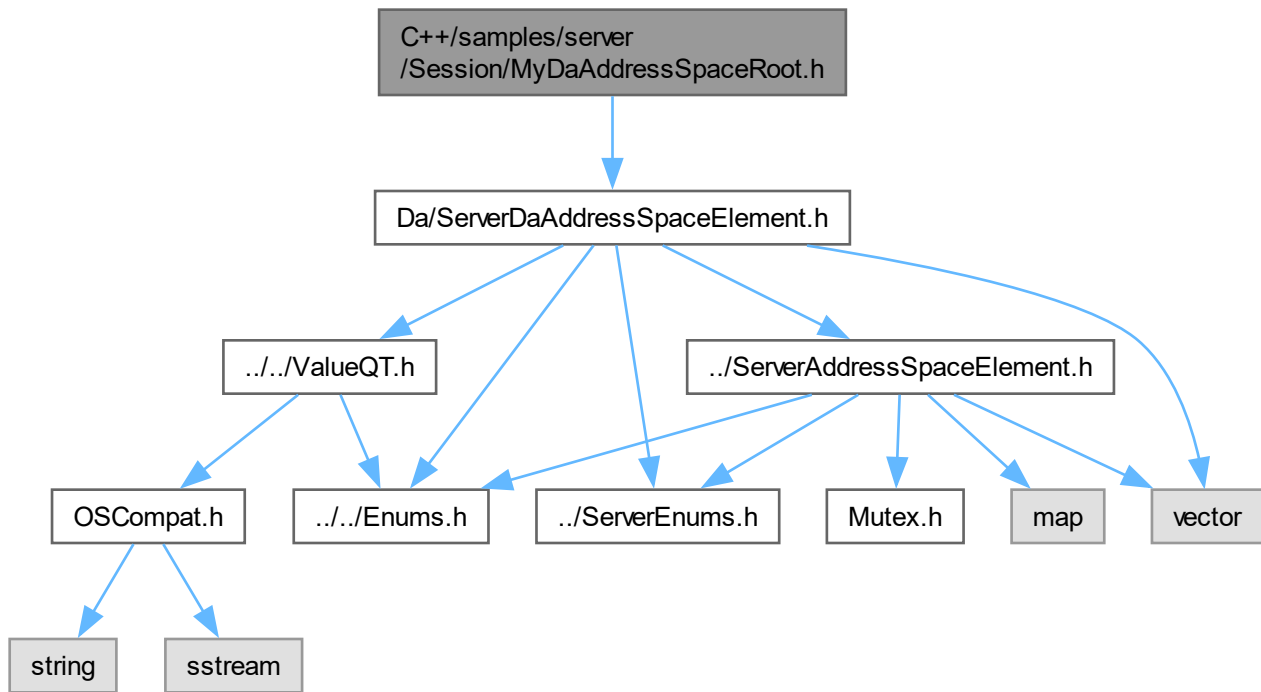 C++/samples/server
/Session/MyDaAddressSpaceRoot.h
Da/ServerDaAddressSpaceElement.h
../../ValueQT.h
../ServerAddressSpaceElement.h
OSCompat.h
../../Enums.h
../ServerEnums.h
Mutex.h
map
vector
string
sstream